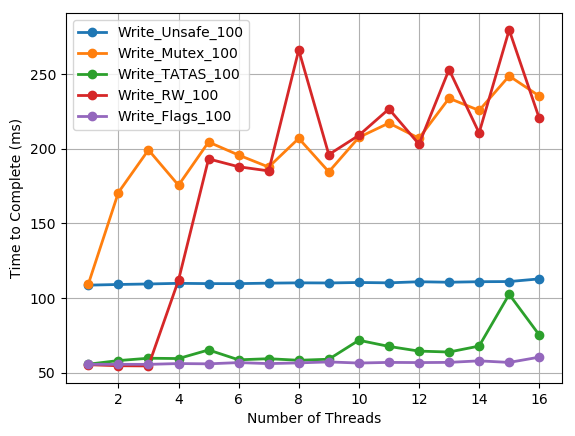 Write_Unsafe_100
Write_Mutex_100
Write_TATAS_100
Write_RW_100
Write_Flags_100
Time to Complete (ms)
250
200
150
100
50
2 4 6 8 10 12 14 16
Number of Threads